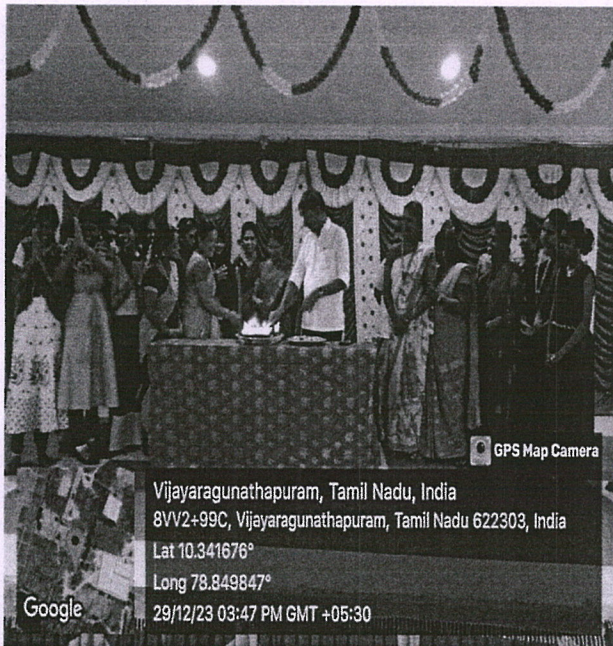 GPS Map Camera
Vijayaragunathapuram, Tamil Nadu, India
8VV2+99C, Vijayaragunathapuram, Tamil Nadu 622303, India
Lat 10.341676°
Long 78.849847°
29/12/23 03:47 PM GMT +05:30
Google